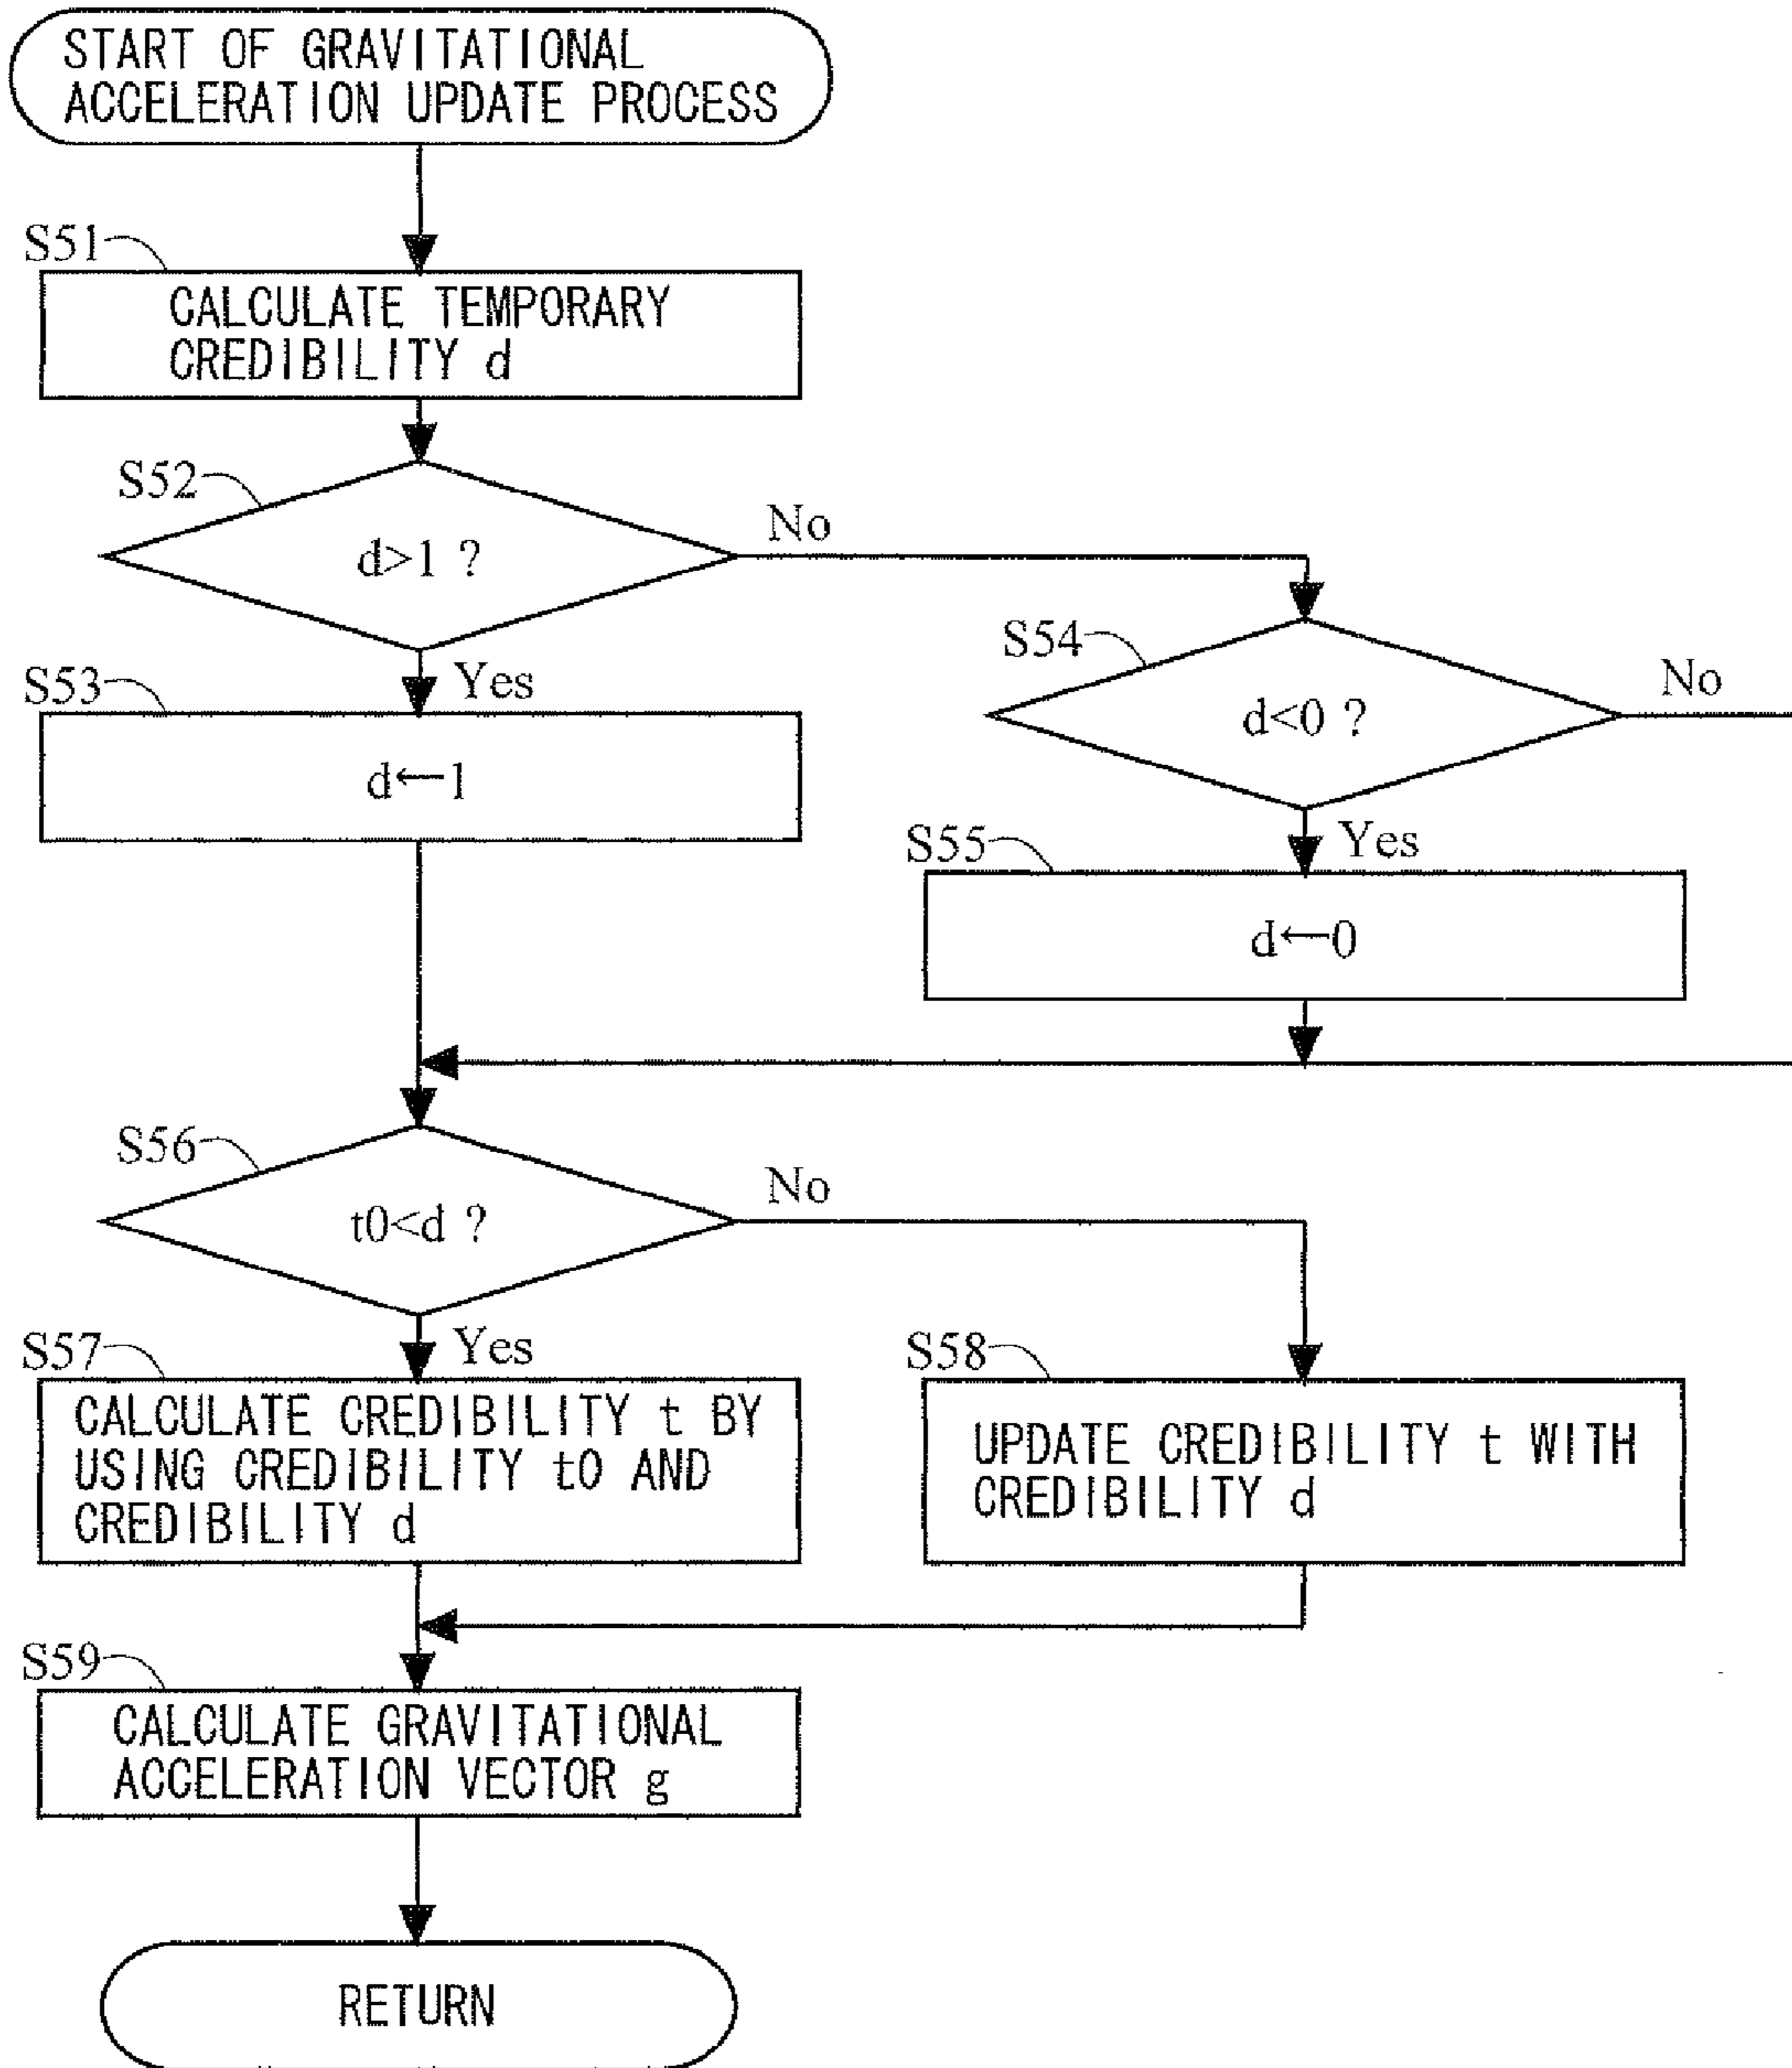 START OF GRAVITATIONAL
ACCELERATION UPDATE PROCESS
S51
CALCULATE TEMPORARY
CREDIBILITY d
S52
d>1 ?
No
Yes
S53
d←1
S54
d<0 ?
No
Yes
S55
d←0
S56
t0<d ?
No
Yes
S57
CALCULATE CREDIBILITY t BY
USING CREDIBILITY t0 AND
CREDIBILITY d
S58
UPDATE CREDIBILITY t WITH
CREDIBILITY d
S59
CALCULATE GRAVITATIONAL
ACCELERATION VECTOR g
RETURN